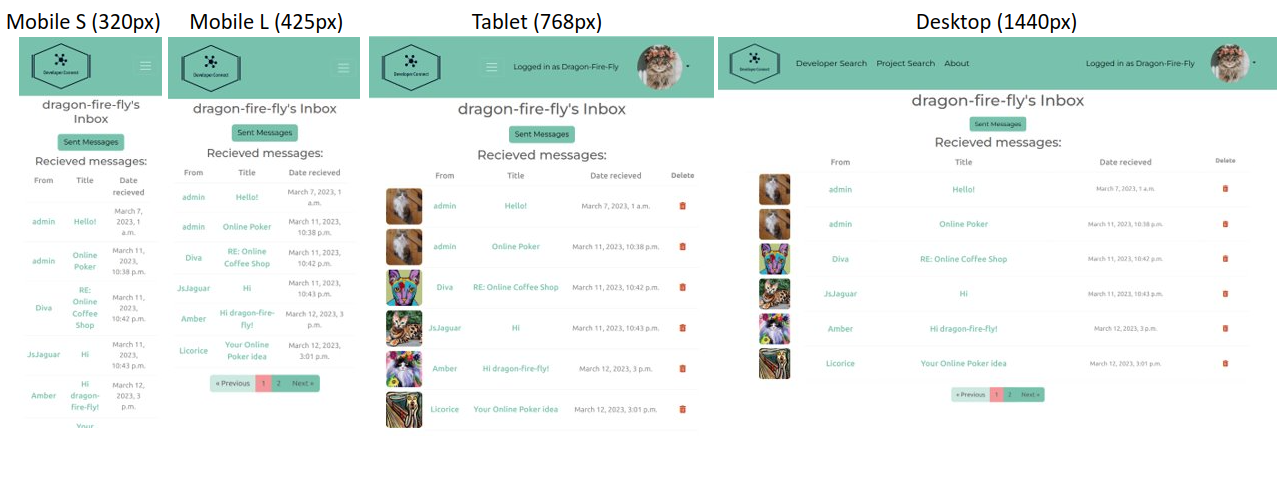 Mobile S (320px)
Developer Connect
dragon-fire-fly's
Inbox
Sent Messages
Recieved messages:
From Title Date
recieved
admin Hello! March 7,
2023, 1
a.m.
admin Online
Poker March 11,
2023,
10:38 p.m.
Diva RE:
Online
Coffee
Shop March 11,
2023,
10:42 p.m.
JsJaguar Hi March 11,
2023,
10:43 p.m.
Amber Hi
dragon-
fire-fly! March 12,
2023, 3
p.m.
Your
Mobile L (425px)
Developer Connect
dragon-fire-fly's Inbox
Sent Messages
Recieved messages:
From Title Date recieved
admin Hello! March 7, 2023, 1
a.m.
admin Online Poker March 11, 2023,
10:38 p.m.
Diva RE: Online
Coffee Shop March 11, 2023,
10:42 p.m.
JsJaguar Hi March 11, 2023,
10:43 p.m.
Amber Hi dragon-fire-
fly! March 12, 2023, 3
p.m.
Licorice Your Online
Poker idea March 12, 2023,
3:01 p.m.
« Previous 1 2 Next »
Tablet (768px)
Developer Connect
Logged in as Dragon-Fire-Fly
dragon-fire-fly's Inbox
Sent Messages
Recieved messages:
From Title Date recieved Delete
admin Hello! March 7, 2023, 1 a.m.
admin Online Poker March 11, 2023, 10:38 p.m.
Diva RE: Online Coffee Shop March 11, 2023, 10:42 p.m.
JsJaguar Hi March 11, 2023, 10:43 p.m.
Amber Hi dragon-fire-fly! March 12, 2023, 3 p.m.
Licorice Your Online Poker idea March 12, 2023, 3:01 p.m.
Desktop (1440px)
Developer Connect
Developer Search Project Search About Logged in as Dragon-Fire-Fly
dragon-fire-fly's Inbox
Sent Messages
Recieved messages:
From Title Date recieved Delete
admin Hello! March 7, 2023, 1 a.m.
admin Online Poker March 11, 2023, 10:38 p.m.
Diva RE: Online Coffee Shop March 11, 2023, 10:42 p.m.
JsJaguar Hi March 11, 2023, 10:43 p.m.
Amber Hi dragon-fire-fly! March 12, 2023, 3 p.m.
Licorice Your Online Poker idea March 12, 2023, 3:01 p.m.
« Previous 1 2 Next »